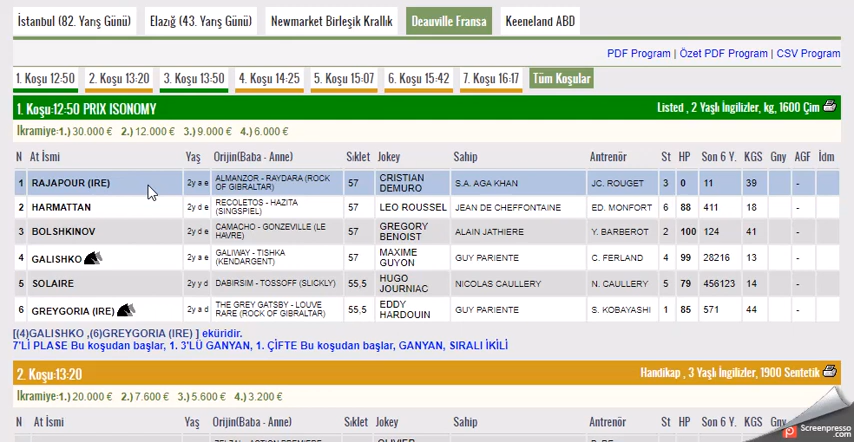 İstanbul (82. Yarış Günü) Elazığ (43. Yarış Günü) Newmarket Birleşik Krallık Deauville Fransa Keeneland ABD
PDF Program | Özet PDF Program | CSV Program
1. Koşu 12:50 2. Koşu 13:20 3. Koşu 13:50 4. Koşu 14:25 5. Koşu 15:07 6. Koşu 15:42 7. Koşu 16:17 Tüm Koşular
1. Koşu:12:50 PRIX ISONOMY Listed , 2 Yaşlı İngilizler, kg, 1600 Çim
İkramiye:1.) 30.000 € 2.) 12.000 € 3.) 9.000 € 4.) 6.000 €
N At İsmi Yaş Orijin(Baba - Anne) Sıklet Jokey Sahip Antrenör St HP Son 6 Y. KGS Gny AGF İdm
1 RAJAPOUR (IRE) 2y a e ALMANZOR - RAYDARA (ROCK OF GIBRALTAR) 57 CRISTIAN DEMURO S.A. AGA KHAN JC. ROUGET 3 0 11 39 -
2 HARMATTAN 2y d e RECOLETOS - HAZITA (SINGSPIEL) 57 LEO ROUSSEL JEAN DE CHEFFONTAINE ED. MONFORT 6 88 411 18 -
3 BOLSHKINOV 2y d e CAMACHO - GONZEVILLE (LE HAVRE) 57 GREGORY BENOIST ALAIN JATHIERE Y. BARBEROT 2 100 124 41 -
4 GALISHKO 2y a e GALIWAY - TISHKA (KENDARGENT) 57 MAXIME GUYON GUY PARIENTE C. FERLAND 4 99 28216 13 -
5 SOLAIRE 2y y d DABIRSIM - TOSSOFF (SLICKLY) 55,5 HUGO JOURNIAC NICOLAS CAULLERY N. CAULLERY 5 79 456123 14 -
6 GREYGORIA (IRE) 2y a d THE GREY GATSBY - LOUVE RARE (ROCK OF GIBRALTAR) 55,5 EDDY HARDOUIN GUY PARIENTE S. KOBAYASHI 1 85 571 44 -
[(4)GALISHKO ,(6)GREYGORIA (IRE) ] eküridir.
7'Lİ PLASE Bu koşudan başlar, 1. 3'LÜ GANYAN, 1. ÇİFTE Bu koşudan başlar, GANYAN, SIRALI İKİLİ
2. Koşu:13:20 Handikap , 3 Yaşlı İngilizler, 1900 Sentetik
İkramiye:1.) 20.000 € 2.) 7.600 € 3.) 5.600 € 4.) 3.200 €
N At İsmi Yaş Orijin(Baba - Anne) Sıklet Jokey Sahip Antrenör St HP Son 6 Y. KGS
Screenpresso
.com